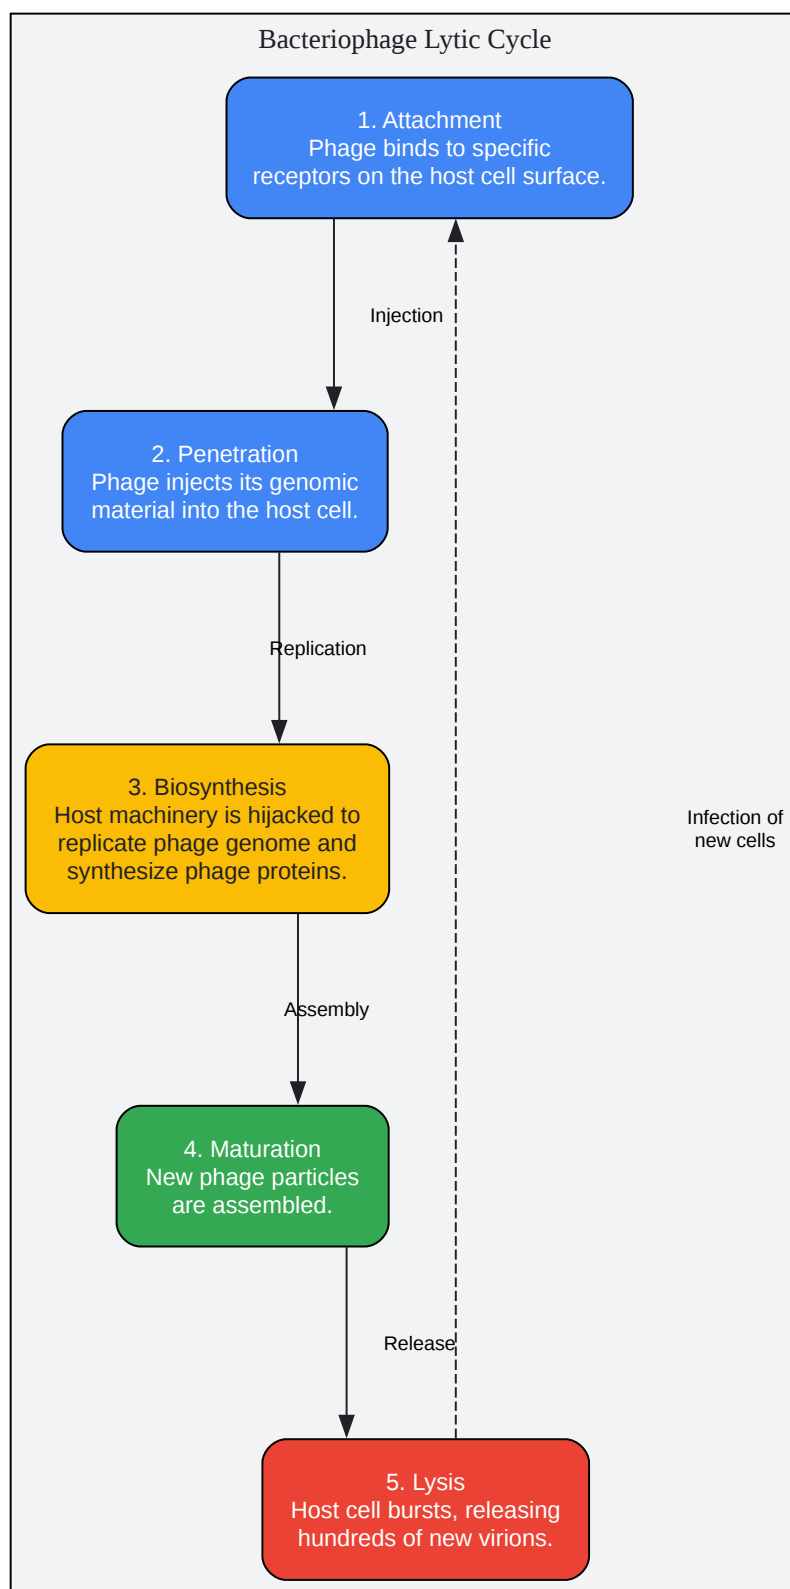 Bacteriophage Lytic Cycle
1. Attachment
Phage binds to specific
receptors on the host cell surface.
Injection
2. Penetration
Phage injects its genomic
material into the host cell.
Replication
3. Biosynthesis
Host machinery is hijacked to
replicate phage genome and
synthesize phage proteins.
Infection of
new cells
Assembly
4. Maturation
New phage particles
are assembled.
Release
5. Lysis
Host cell bursts, releasing
hundreds of new virions.